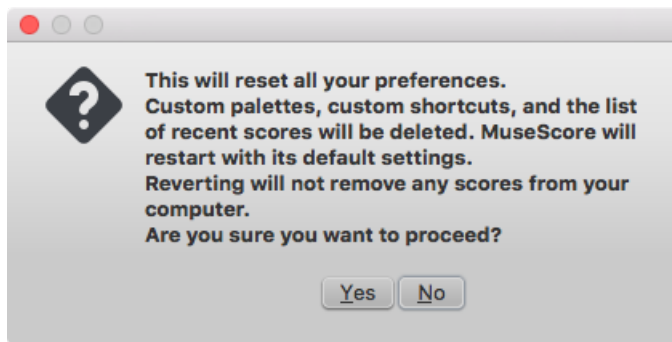 This will reset all your preferences.
Custom palettes, custom shortcuts, and the list
of recent scores will be deleted. MuseScore will
restart with its default settings.
Reverting will not remove any scores from your
computer.
Are you sure you want to proceed?
Yes No